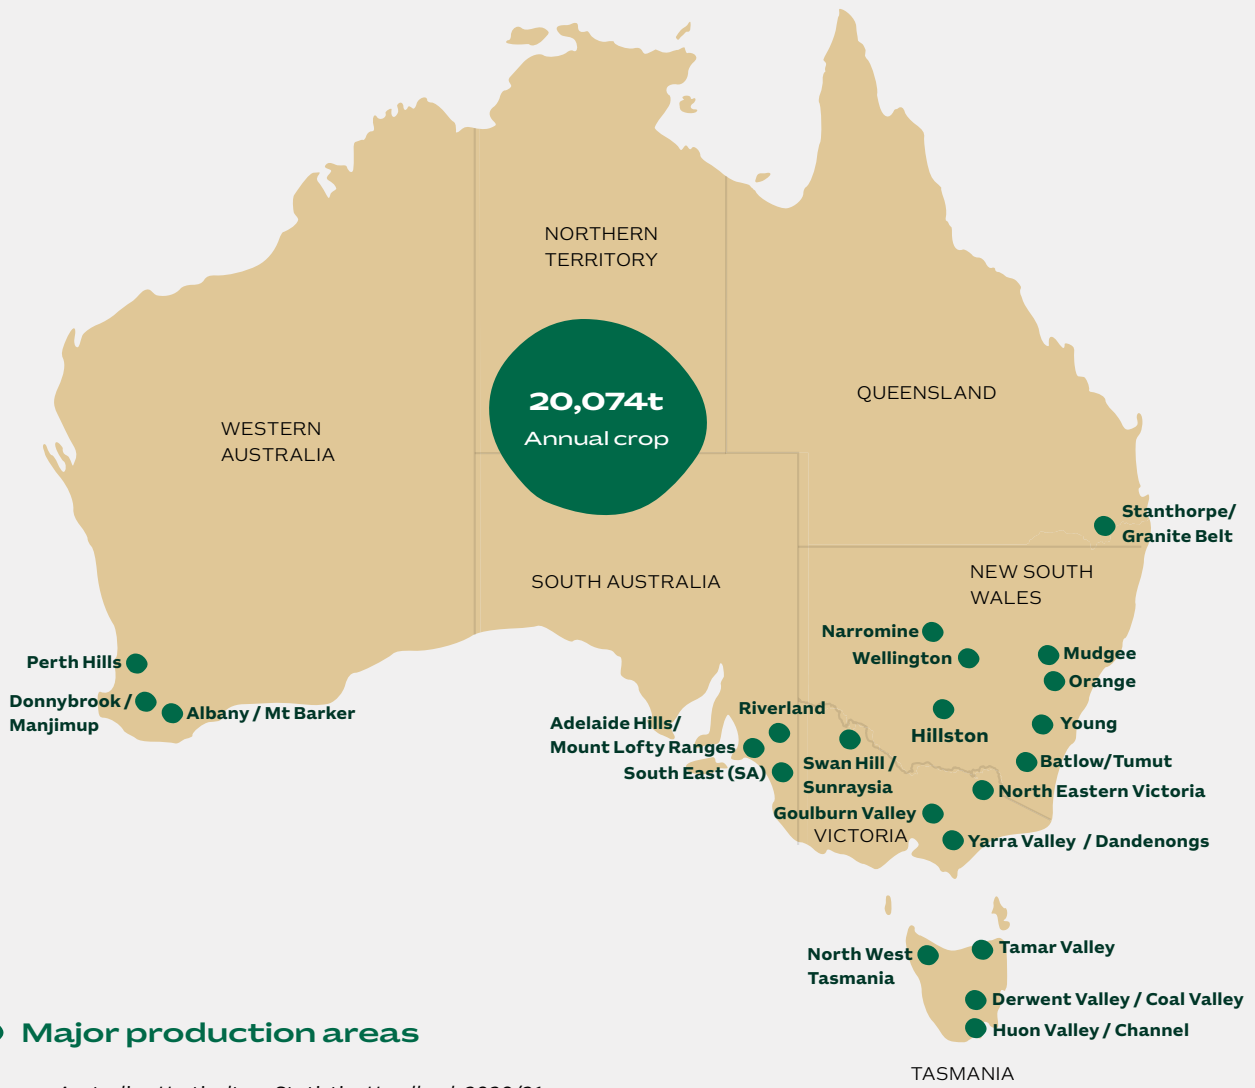 NORTHERN
TERRITORY
20,074t
Annual crop
QUEENSLAND
WESTERN
AUSTRALIA
Stanthorpe/
Granite Belt
SOUTH AUSTRALIA
NEW SOUTH
WALES
Narromine
Wellington
Mudgee
Orange
Perth Hills
Donnybrook /
Manjimup
Albany / Mt Barker
Riverland
Adelaide Hills/
Mount Lofty Ranges
South East (SA)
Hillston
Young
Swan Hill /
Sunraysia
Batlow/Tumut
North Eastern Victoria
Goulburn Valley
VICTORIA
Yarra Valley / Dandenongs
North West
Tasmania
Tamar Valley
Derwent Valley / Coal Valley
Huon Valley / Channel
Major production areas
TASMANIA